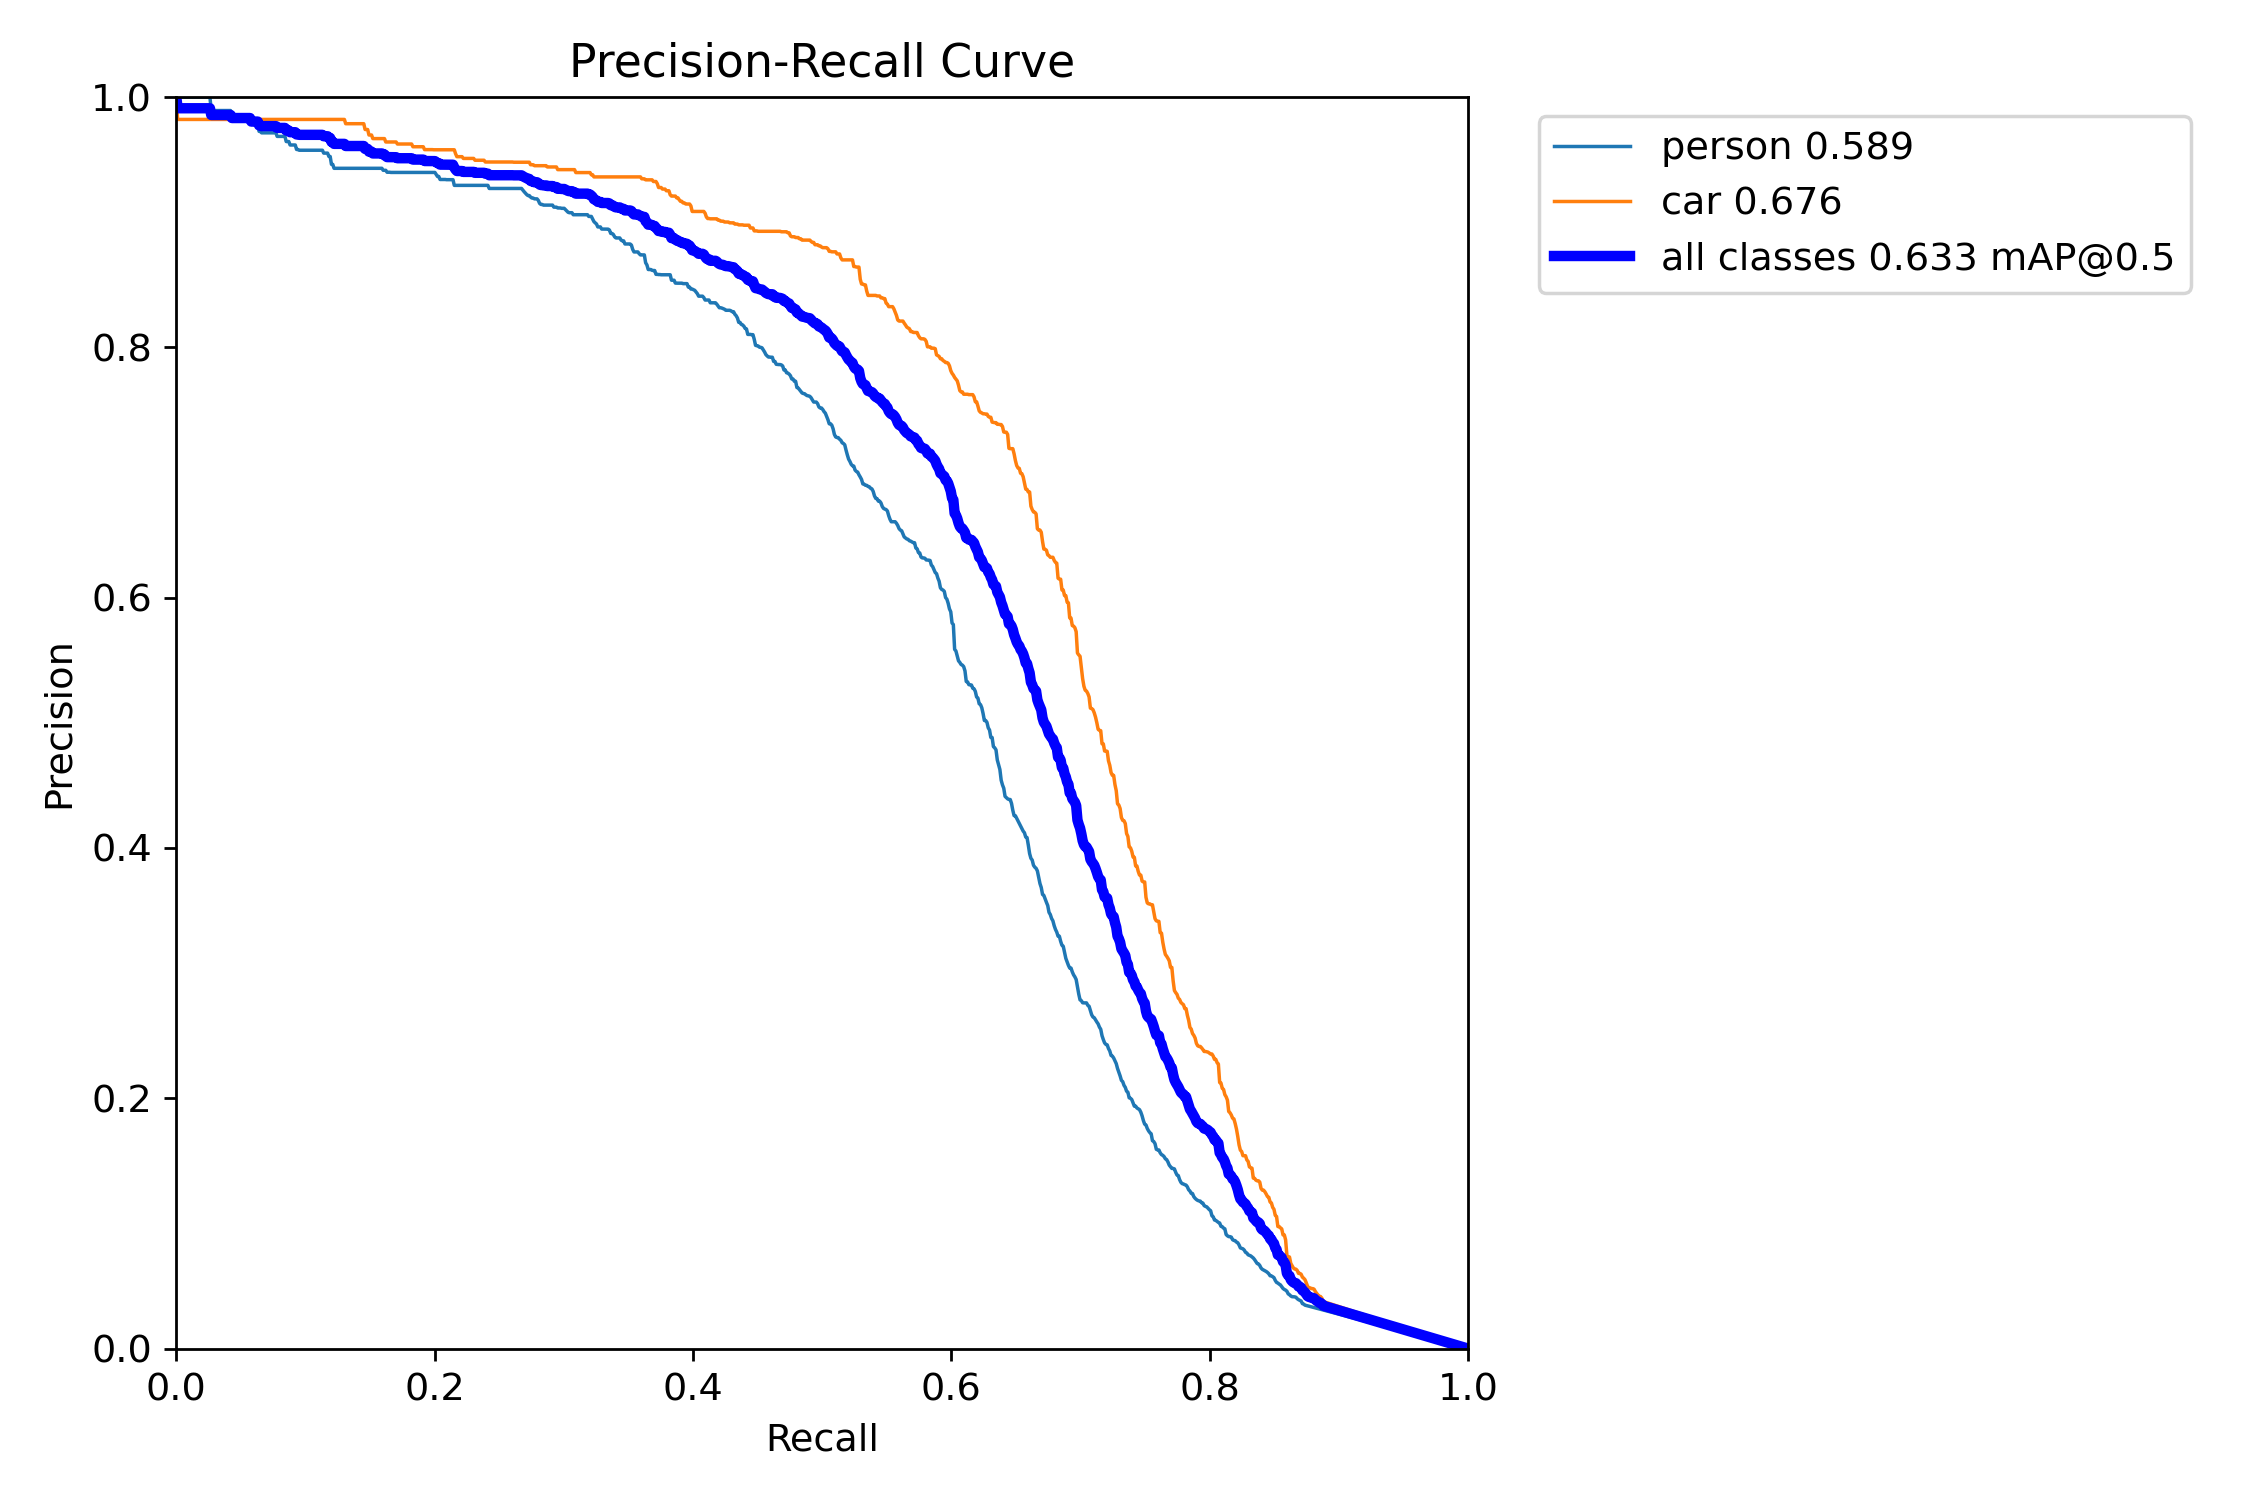 Precision-Recall Curve
1.0
0.8
0.6
0.4
0.2
0.0
Precision
0.0 0.2 0.4 0.6 0.8 1.0
Recall
person 0.589
car 0.676
all classes 0.633 mAP@0.5